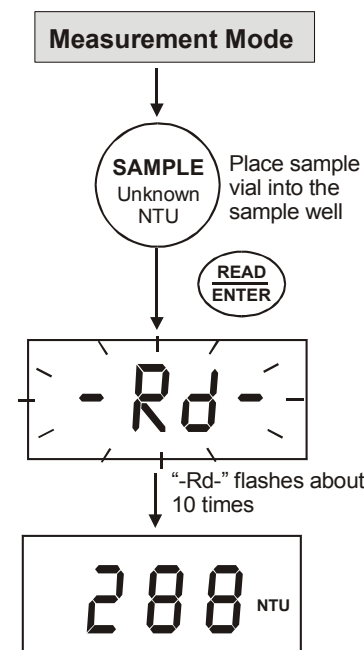 Measurement Mode
SAMPLE
Unknown
NTU
Place sample
vial into the
sample well
READ
ENTER
-Rd-
“-Rd-” flashes about
10 times
288 NTU